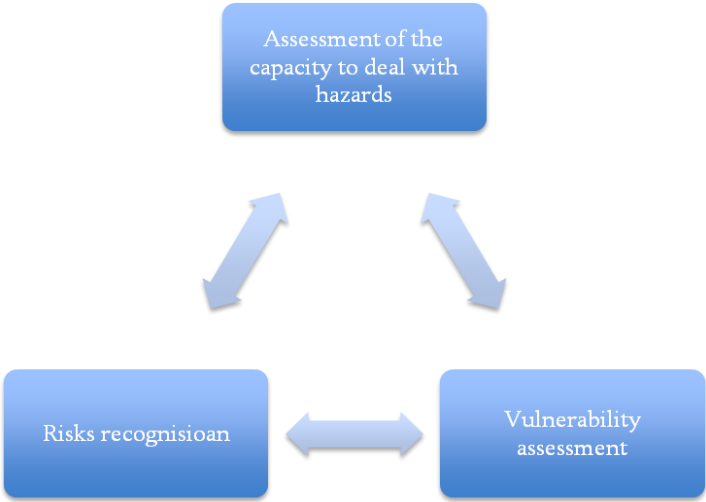 Assessment of the
capacity to deal with
hazards
Risks recognisioan
Vulnerability
assessment